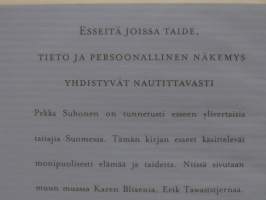 ESSEITÄ JOISSA TAIDE,
TIETO JA PERSOONALLINEN NÄKEMYS
YHDISTYVÄT NAUTITTAVASTI
Pekka Suhonen on tunnetusti esseen ylivertaisia
taitajia Suomessa. Tämän kirjan esseet käsittelevät
monipuolisesti elämää ja taidetta. Niissä sivutaan
muun muassa Karen Blixenia, Erik Tawaststjernaa,